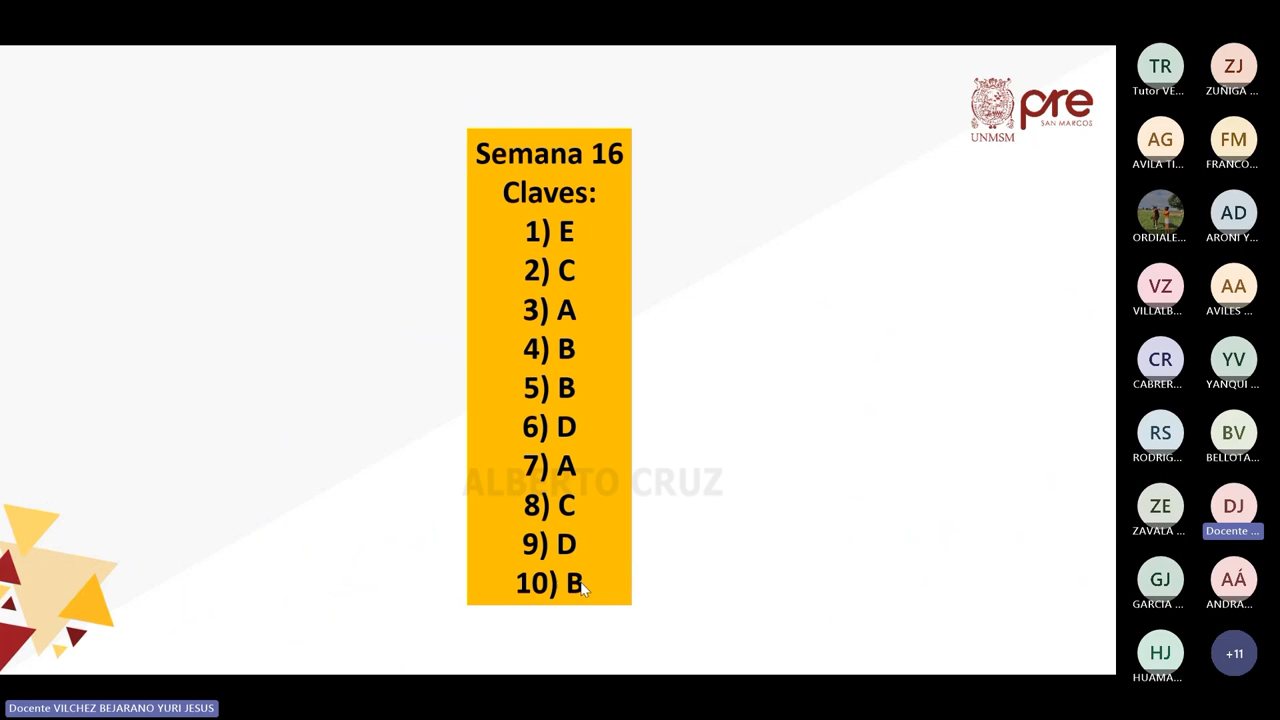 UNMSM
pre
SAN MARCOS
Semana 16
Claves:
1) E
2) C
3) A
4) B
5) B
6) D
7) A
ALBERTO CRUZ
8) C
9) D
10) B
TR
Tutor VE...
ZJ
ZUÑIGA ...
AG
AVILA TI...
FM
FRANCO...
ORDIALE...
AD
ARONI Y...
VZ
VILLALB...
AA
AVILES ...
CR
CABRER...
YV
YANQUI ...
RS
RODRIG...
BV
BELLOTA...
ZE
ZAVALA ...
DJ
Docente ...
GJ
GARCIA ...
AÁ
ANDRA...
HJ
HUAMA...
+11
Docente VILCHEZ BEJARANO YURI JESUS